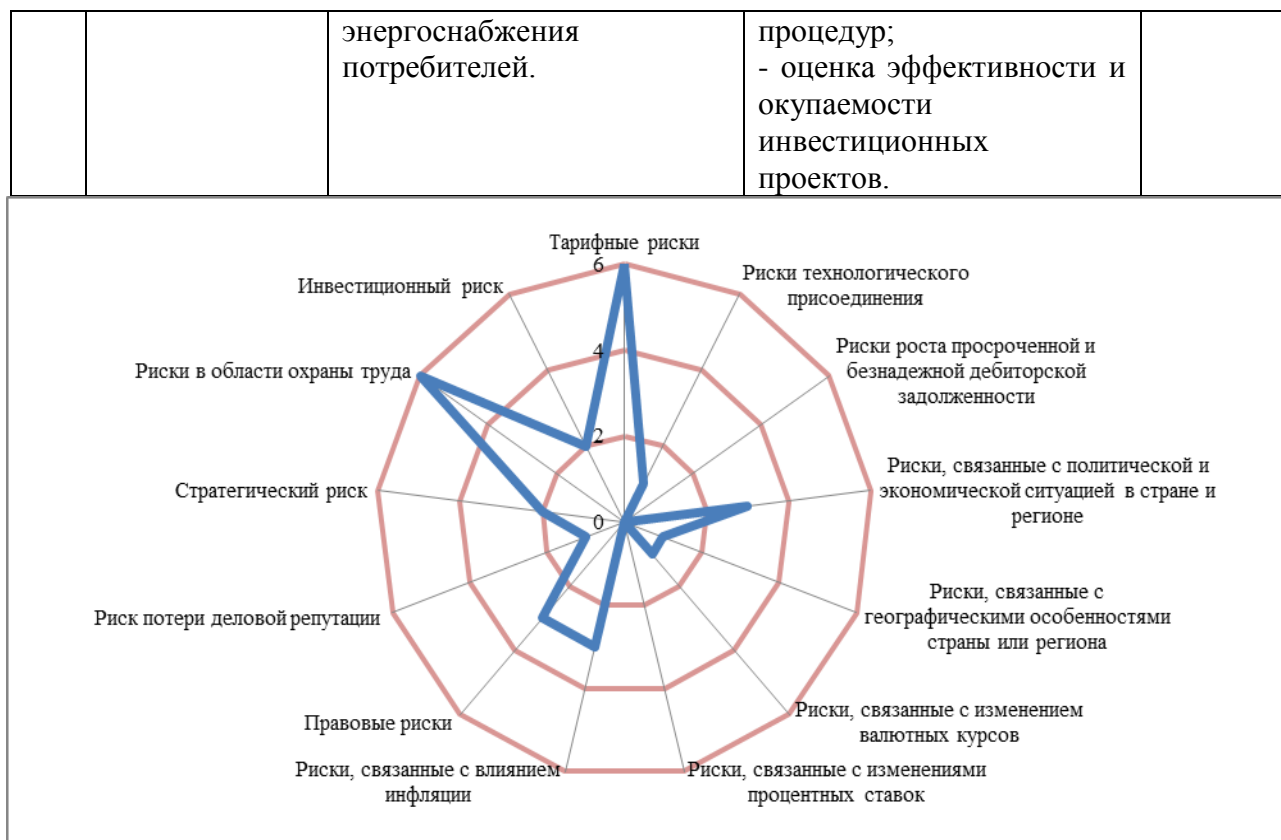 энергоснабжения
потребителей.
процедур;
- оценка эффективности и
окупаемости
инвестиционных
проектов.
Тарифные риски
6
Риски технологического
присоединения
Инвестиционный риск
4
Риски роста просроченной и
безнадежной дебиторской
задолженности
Риски в области охраны труда
2
Риски, связанные с политической и
экономической ситуацией в стране и
регионе
Стратегический риск
0
Риски, связанные с
географическими особенностями
страны или региона
Риск потери деловой репутации
Риски, связанные с изменением
валютных курсов
Правовые риски
Риски, связанные с влиянием
инфляции
Риски, связанные с изменениями
процентных ставок